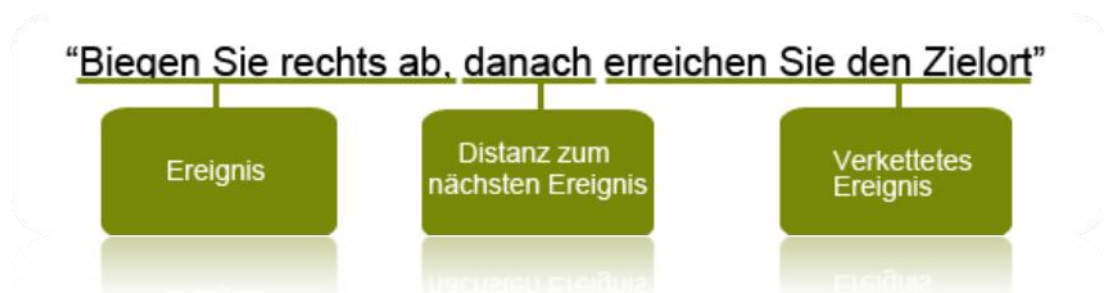 “Biegen Sie rechts ab, danach erreichen Sie den Zielort”
Ereignis
Distanz zum
nächsten Ereignis
Verkettetes
Ereignis